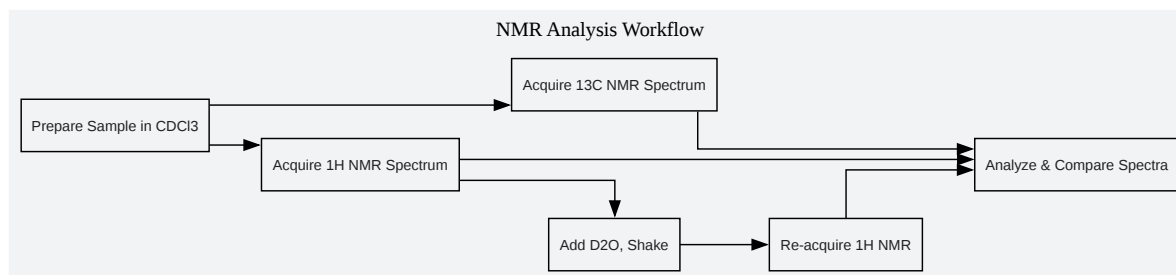 NMR Analysis Workflow
Acquire 13C NMR Spectrum
Prepare Sample in CDCl3
Acquire 1H NMR Spectrum
Analyze & Compare Spectra
Add D2O, Shake
Re-acquire 1H NMR